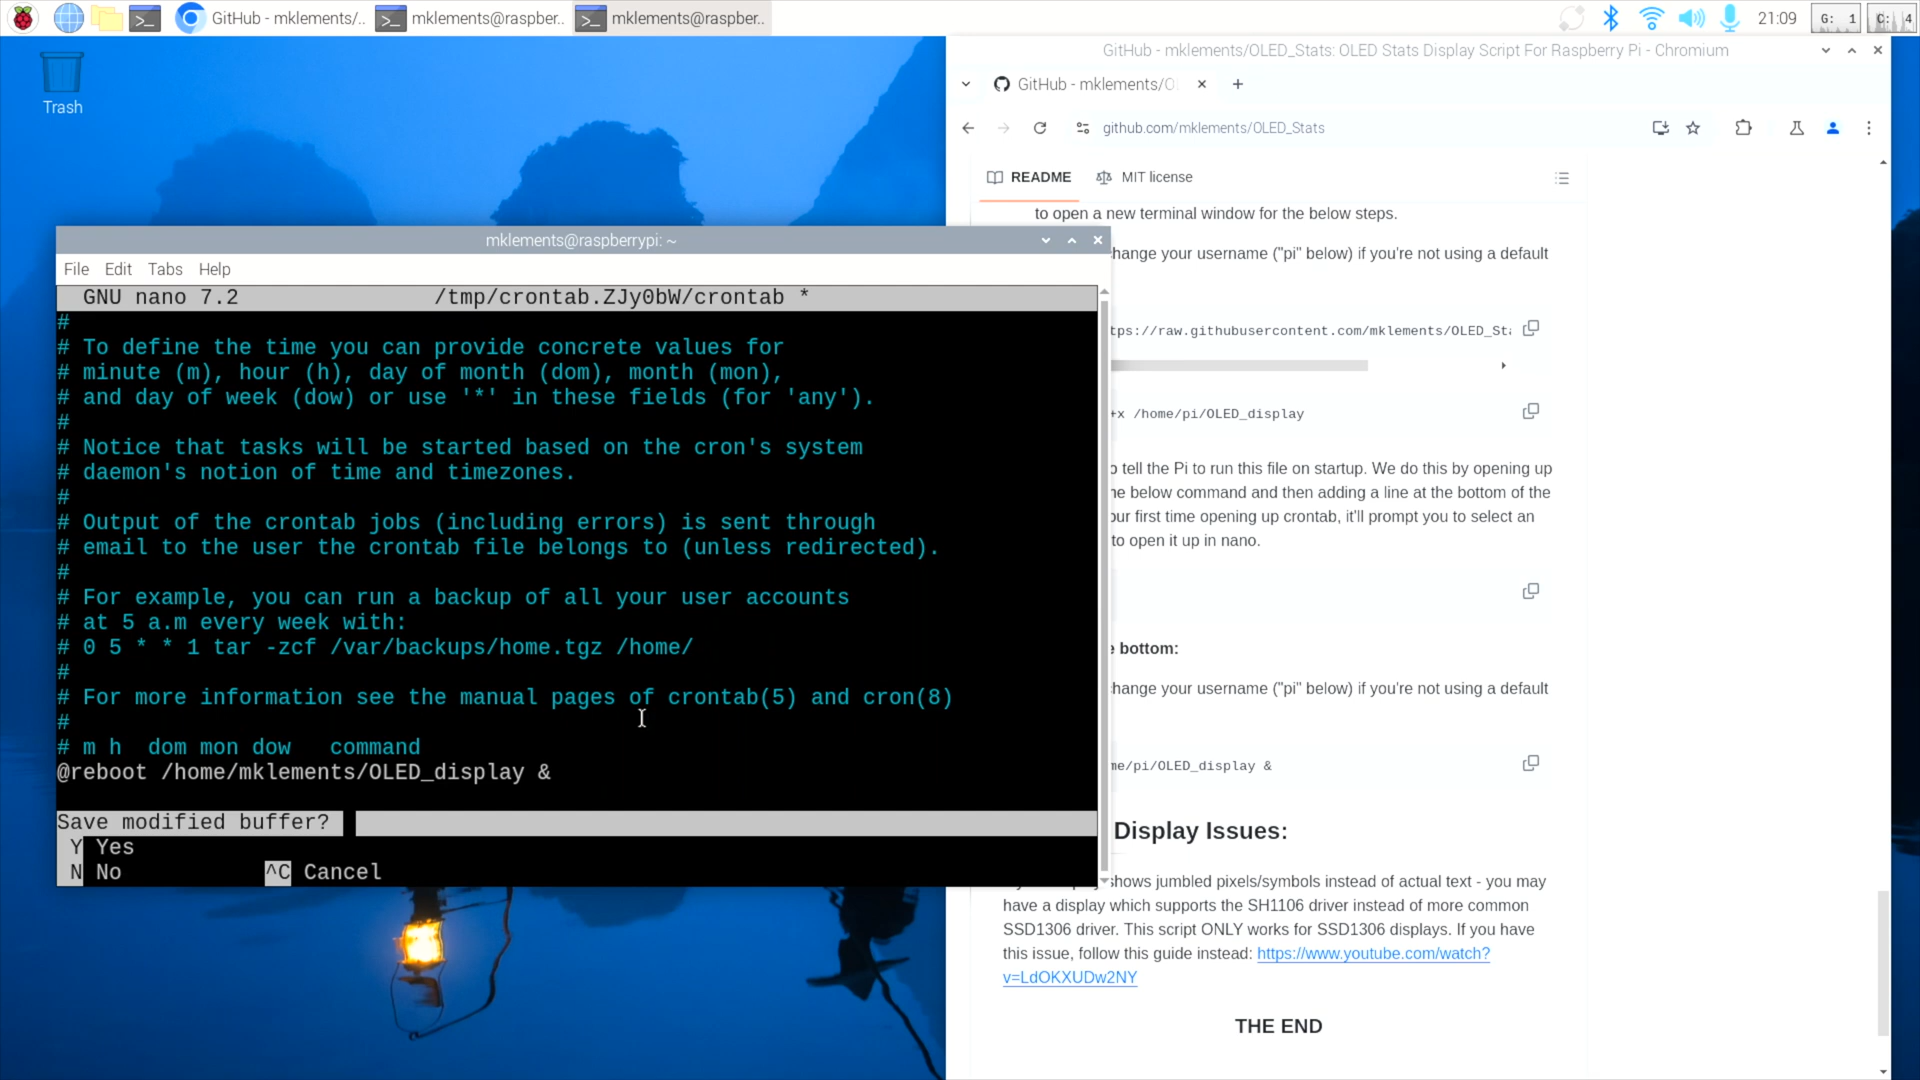 GitHub - mklements/..
mklements@raspber..
mklements@raspber..
21:09
G: 1
C: 4
Trash
GitHub - mklements/OLED_Stats: OLED Stats Display Script For Raspberry Pi - Chromium
GitHub - mklements/OL
github.com/mklements/OLED_Stats
README
MIT license
to open a new terminal window for the below steps.
hange your username ("pi" below) if you're not using a default
tps://raw.githubusercontent.com/mklements/OLED_Sta
+x /home/pi/OLED_display
o tell the Pi to run this file on startup. We do this by opening up
he below command and then adding a line at the bottom of the
our first time opening up crontab, it'll prompt you to select an
to open it up in nano.
e bottom:
hange your username ("pi" below) if you're not using a default
me/pi/OLED_display &
Display Issues:
shows jumbled pixels/symbols instead of actual text - you may
have a display which supports the SH1106 driver instead of more common
SSD1306 driver. This script ONLY works for SSD1306 displays. If you have
this issue, follow this guide instead: https://www.youtube.com/watch?
v=LdOKXUDw2NY
THE END
mklements@raspberrypi: ~
File Edit Tabs Help
GNU nano 7.2 /tmp/crontab.ZJy0bW/crontab *
#
# To define the time you can provide concrete values for
# minute (m), hour (h), day of month (dom), month (mon),
# and day of week (dow) or use '*' in these fields (for 'any').
#
# Notice that tasks will be started based on the cron's system
# daemon's notion of time and timezones.
#
# Output of the crontab jobs (including errors) is sent through
# email to the user the crontab file belongs to (unless redirected).
#
# For example, you can run a backup of all your user accounts
# at 5 a.m every week with:
# 0 5 * * 1 tar -zcf /var/backups/home.tgz /home/
#
# For more information see the manual pages of crontab(5) and cron(8)
#
# m h  dom mon dow   command
@reboot /home/mklements/OLED_display &
Save modified buffer?
Y Yes
N No ^C Cancel